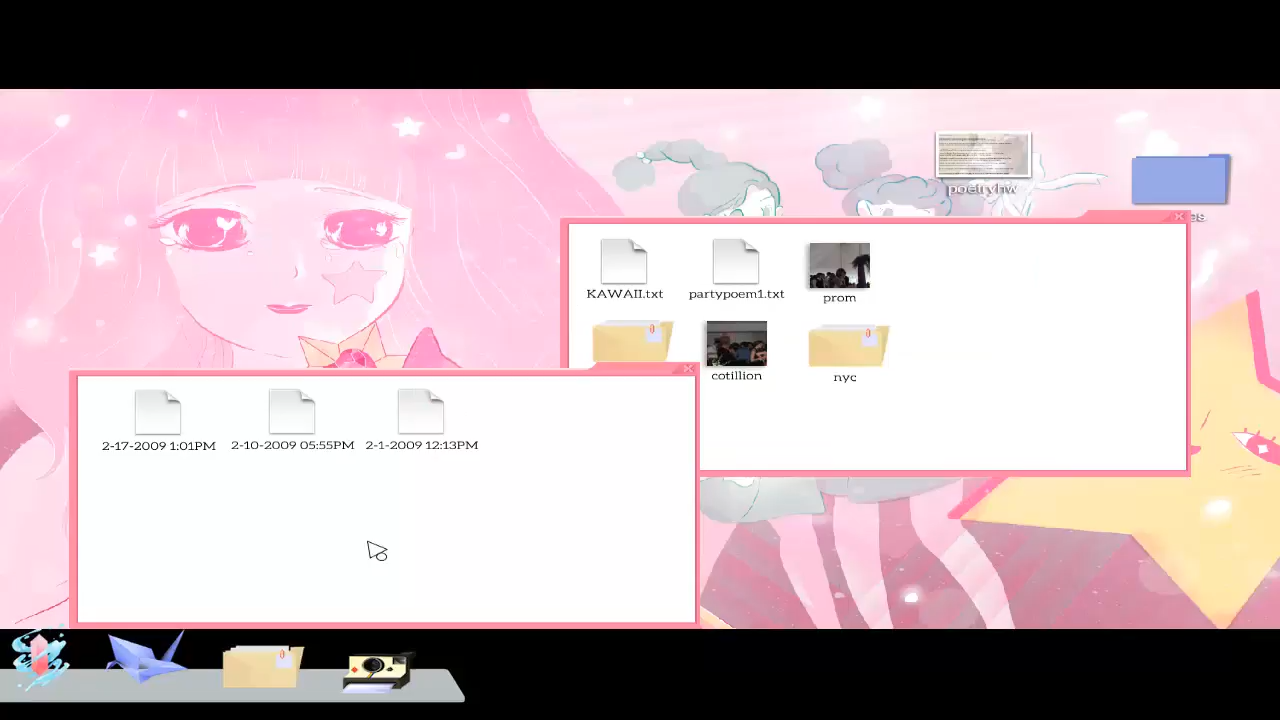 poetryhw
es
KAWAII.txt
partypoem1.txt
prom
cotillion
nyc
2-17-2009 1:01PM
2-10-2009 05:55PM
2-1-2009 12:13PM